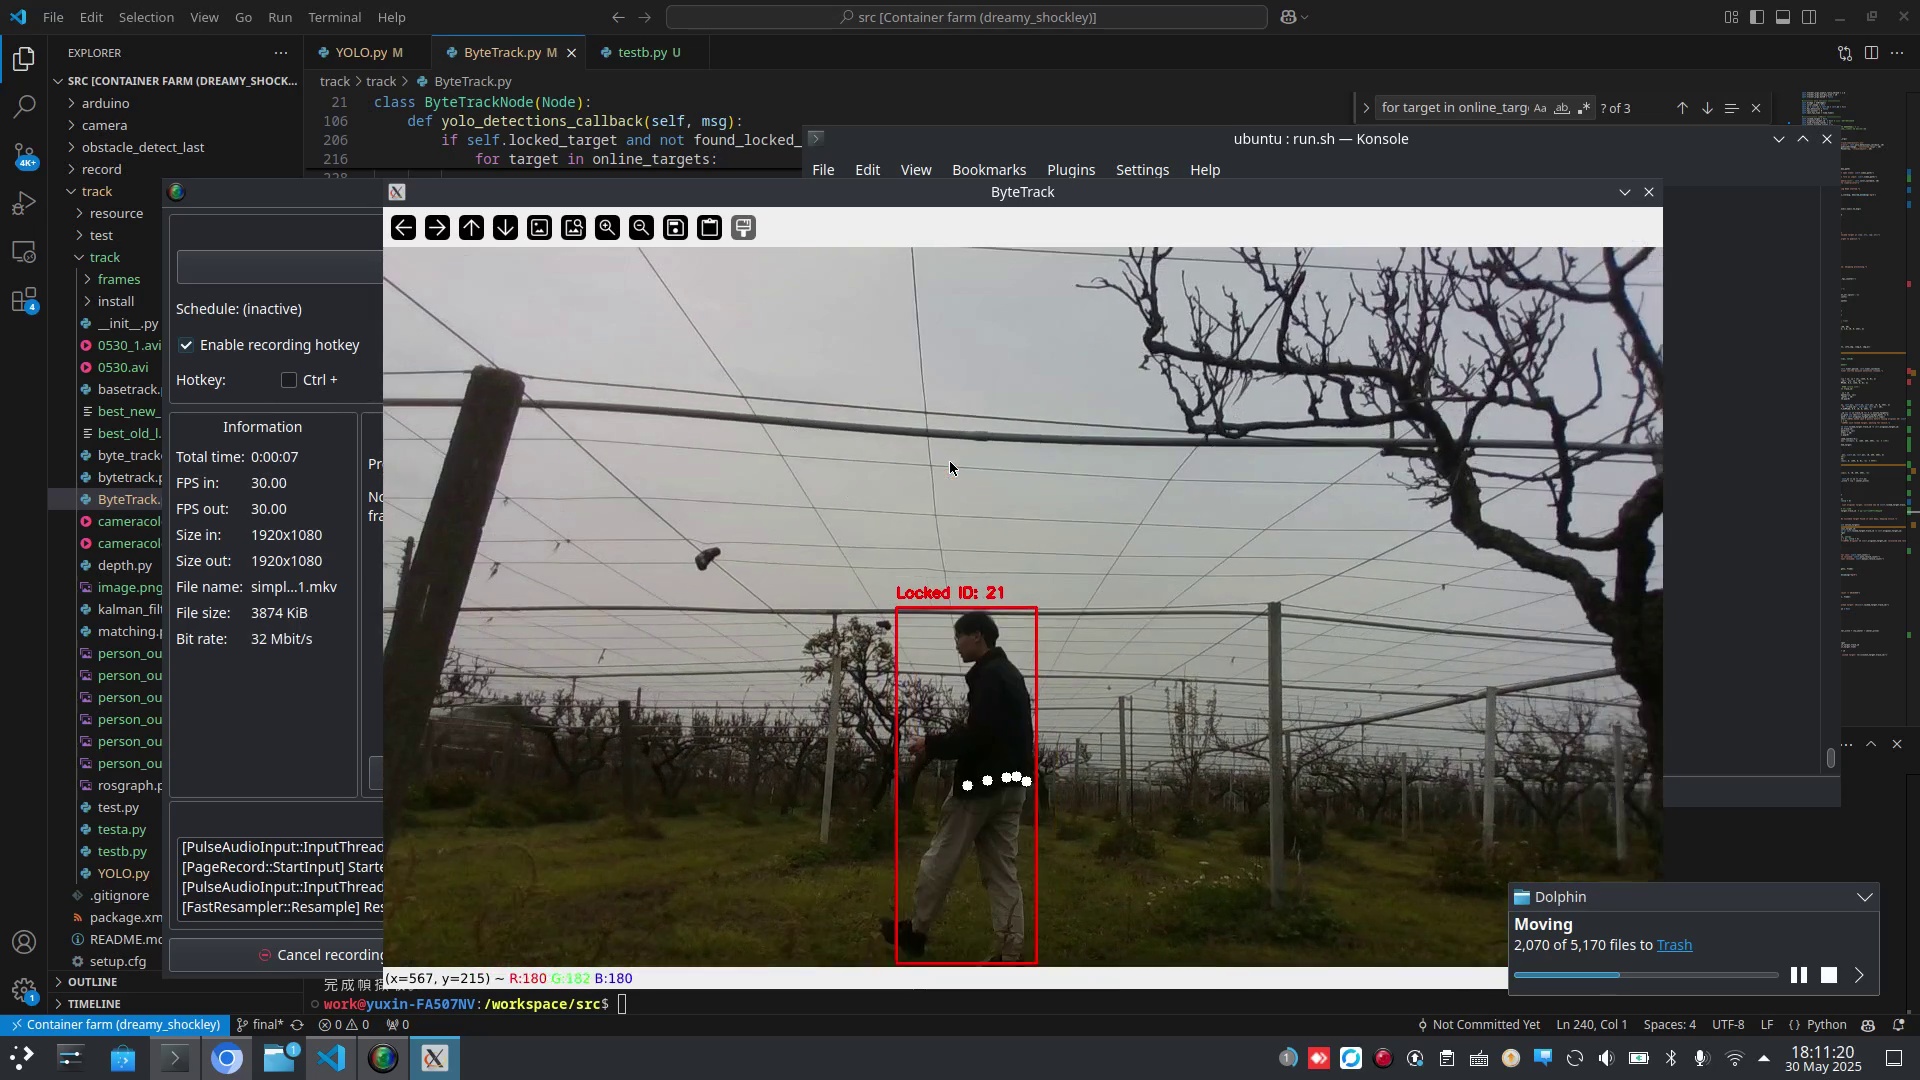 File Edit Selection View Go Run Terminal Help
src [Container farm (dreamy_shockley)]
EXPLORER
SRC [CONTAINER FARM (DREAMY_SHOCK...
arduino
camera
obstacle_detect_last
record
track
resource
test
track
frames
install
__init__.py
0530_1.avi
0530.avi
basetrack.
best_new_
best_old_l.
byte_track
bytetrack.p
ByteTrack.
cameracol
cameracol
depth.py
image.png
kalman_filt
matching.p
person_ou
person_ou
person_ou
person_ou
person_ou
person_ou
rosgraph.p
test.py
testa.py
testb.py
YOLO.py
.gitignore
package.xm
README.md
setup.cfg
OUTLINE
TIMELINE
4K+
4
1
YOLO.py M
ByteTrack.py M
testb.py U
track > track > ByteTrack.py
21 class ByteTrackNode(Node):
106 def yolo_detections_callback(self, msg):
206 if self.locked_target and not found_locked_
216 for target in online_targets:
for target in online_targ
Aa ab
? of 3
ubuntu : run.sh — Konsole
File Edit View Bookmarks Plugins Settings Help
ByteTrack
Schedule: (inactive)
Enable recording hotkey
Hotkey: Ctrl +
Information
Total time: 0:00:07
FPS in: 30.00
FPS out: 30.00
Size in: 1920x1080
Size out: 1920x1080
File name: simpl...1.mkv
File size: 3874 KiB
Bit rate: 32 Mbit/s
Pr
No
fra
[PulseAudioInput::InputThread
[PageRecord::StartInput] Starte
[PulseAudioInput::InputThread
[FastResampler::Resample] Res
Cancel recording
Locked ID: 21
(x=567, y=215) ~ R:180 G:182 B:180
work@yuxin-FA507NV:/workspace/src$
Dolphin
Moving
2,070 of 5,170 files to Trash
Container farm (dreamy_shockley) final* 0 0 0
Not Committed Yet Ln 240, Col 1 Spaces: 4 UTF-8 LF {} Python
1
1
18:11:20
30 May 2025